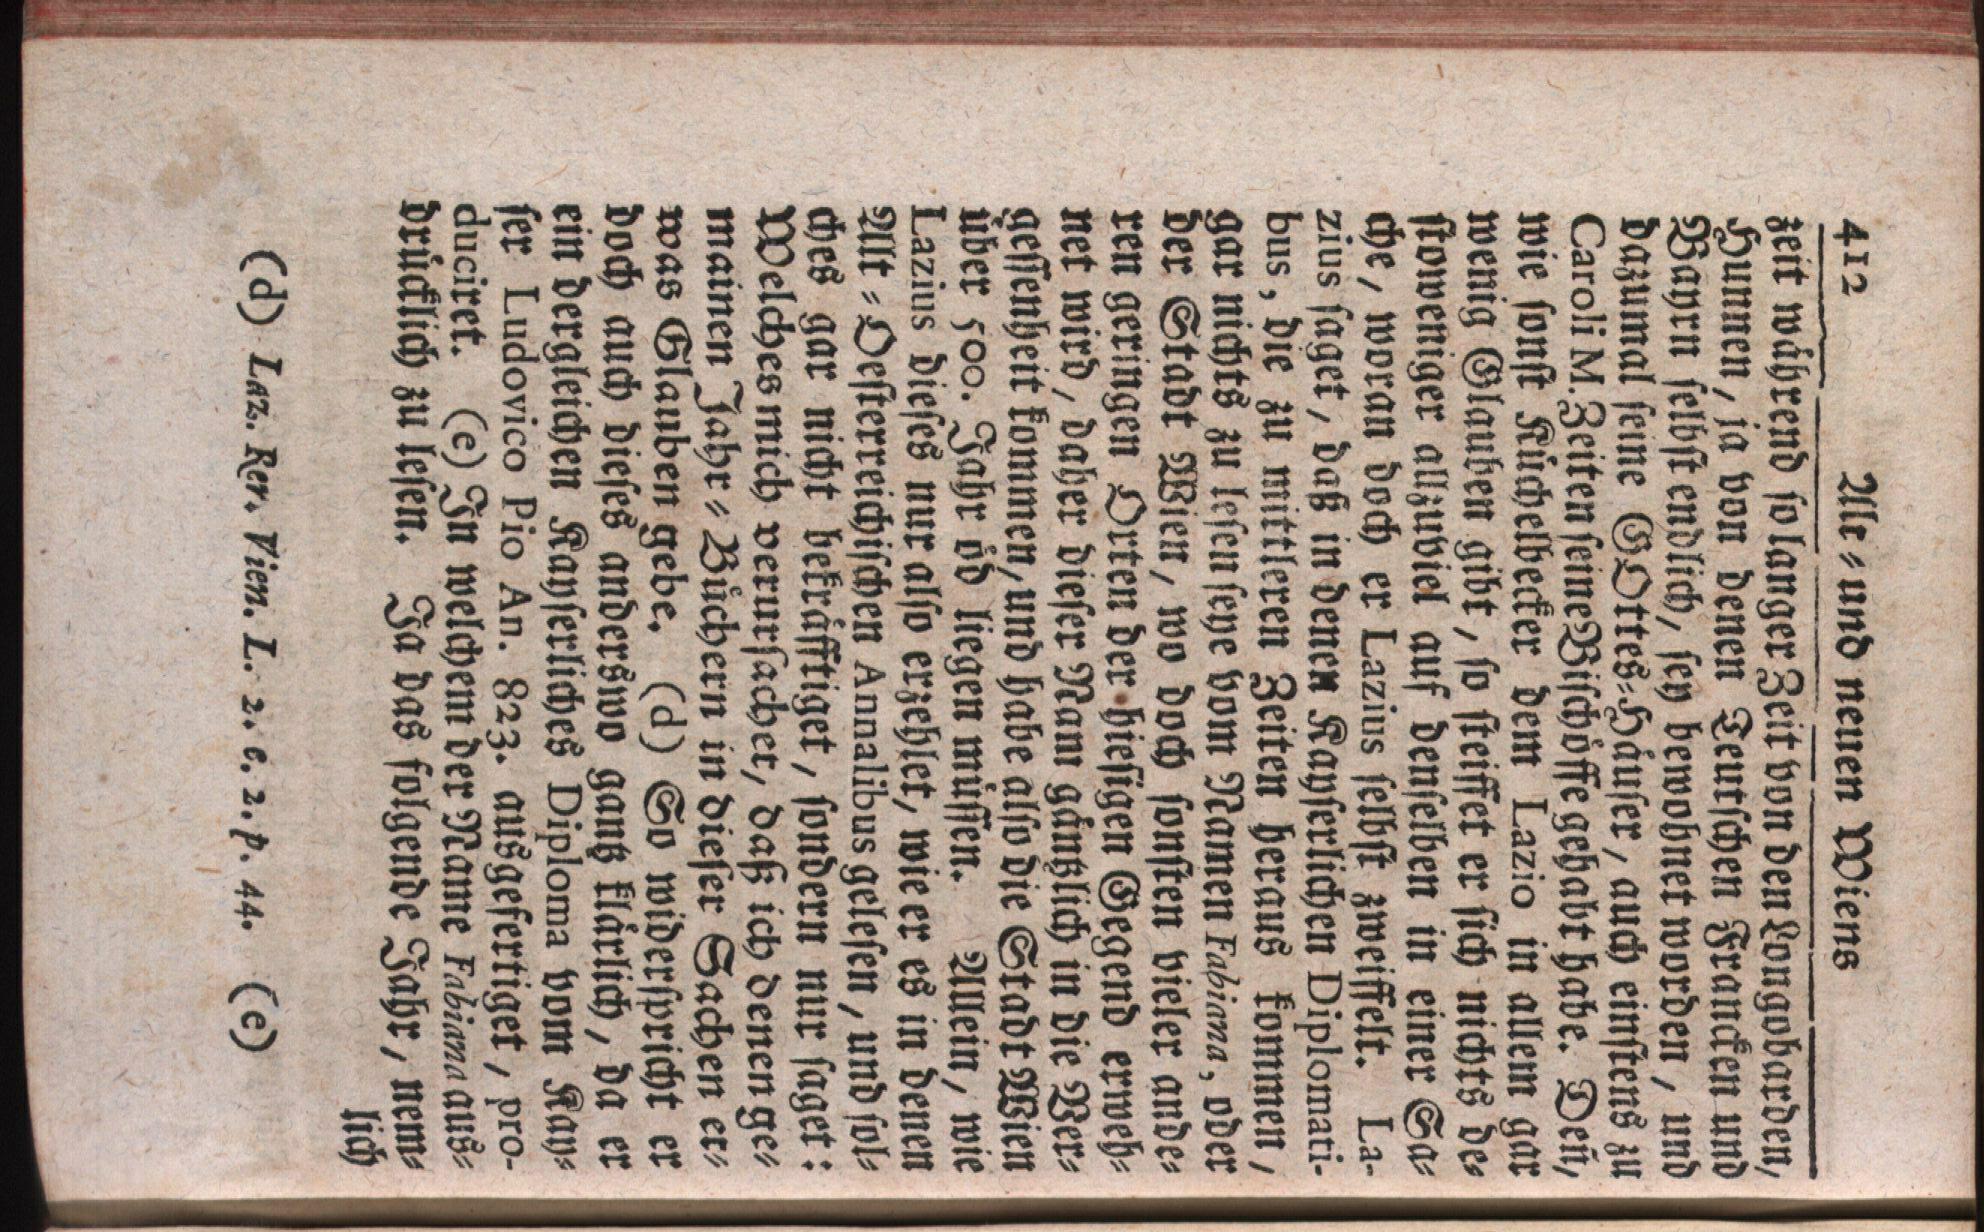 412 Alt- und neuen Wiens
zeit während so langer Zeit von den Longobarden,
Hunnen, ja von denen Teutschen Francken und
Bayrn selbst endlich, sey bewohnet worden, und
dazumal seine GOttes-Häuser, auch einstens zu
Caroli M. Zeiten seine Bischöffe gehabt habe. Deñ,
wie sonst Küchelbecker dem Lazio in allem gar
wenig Glauben gibt, so steiffet er sich nichts de-
stoweniger allzuviel auf denselben in einer Sa-
che, woran doch er Lazius selbst zweiffelt. La-
zius saget, daß in denen Kayserlichen Diplomati-
bus, die zu mittleren Zeiten heraus kommen,
gar nichts zu lesen seye vom Namen Fabiana, oder
der Stadt Wien, wo doch sonsten vieler ande-
ren geringen Orten der hiesigen Gegend erweh-
net wird, daher dieser Nam gäntzlich in die Ver-
gessenheit kommen, und habe also die Stadt Wien
über 500. Jahr öd liegen müssen. Allein, wie
Lazius dieses nur also erzehlet, wie er es in denen
Alt-Oesterreichischen Annalibus gelesen, und sol-
ches gar nicht bekräfftiget, sondern nur saget:
Welches mich verursachet, daß ich denen ge-
mainen Jahr-Büchern in dieser Sachen er-
was Glauben gebe. (d) So widerspricht er
doch auch dieses anderswo gantz klärlich, da er
ein dergleichen Kayserliches Diploma vom Kay-
ser Ludovico Pio An. 823. ausgefertiget, pro-
duciret. (e) In welchem der Name Fabiana aus-
drücklich zu lesen. Ja das folgende Jahr, nem-
lich
(d) Laz. Rer. Vien. L. 2. c. 2. p. 44. (e)